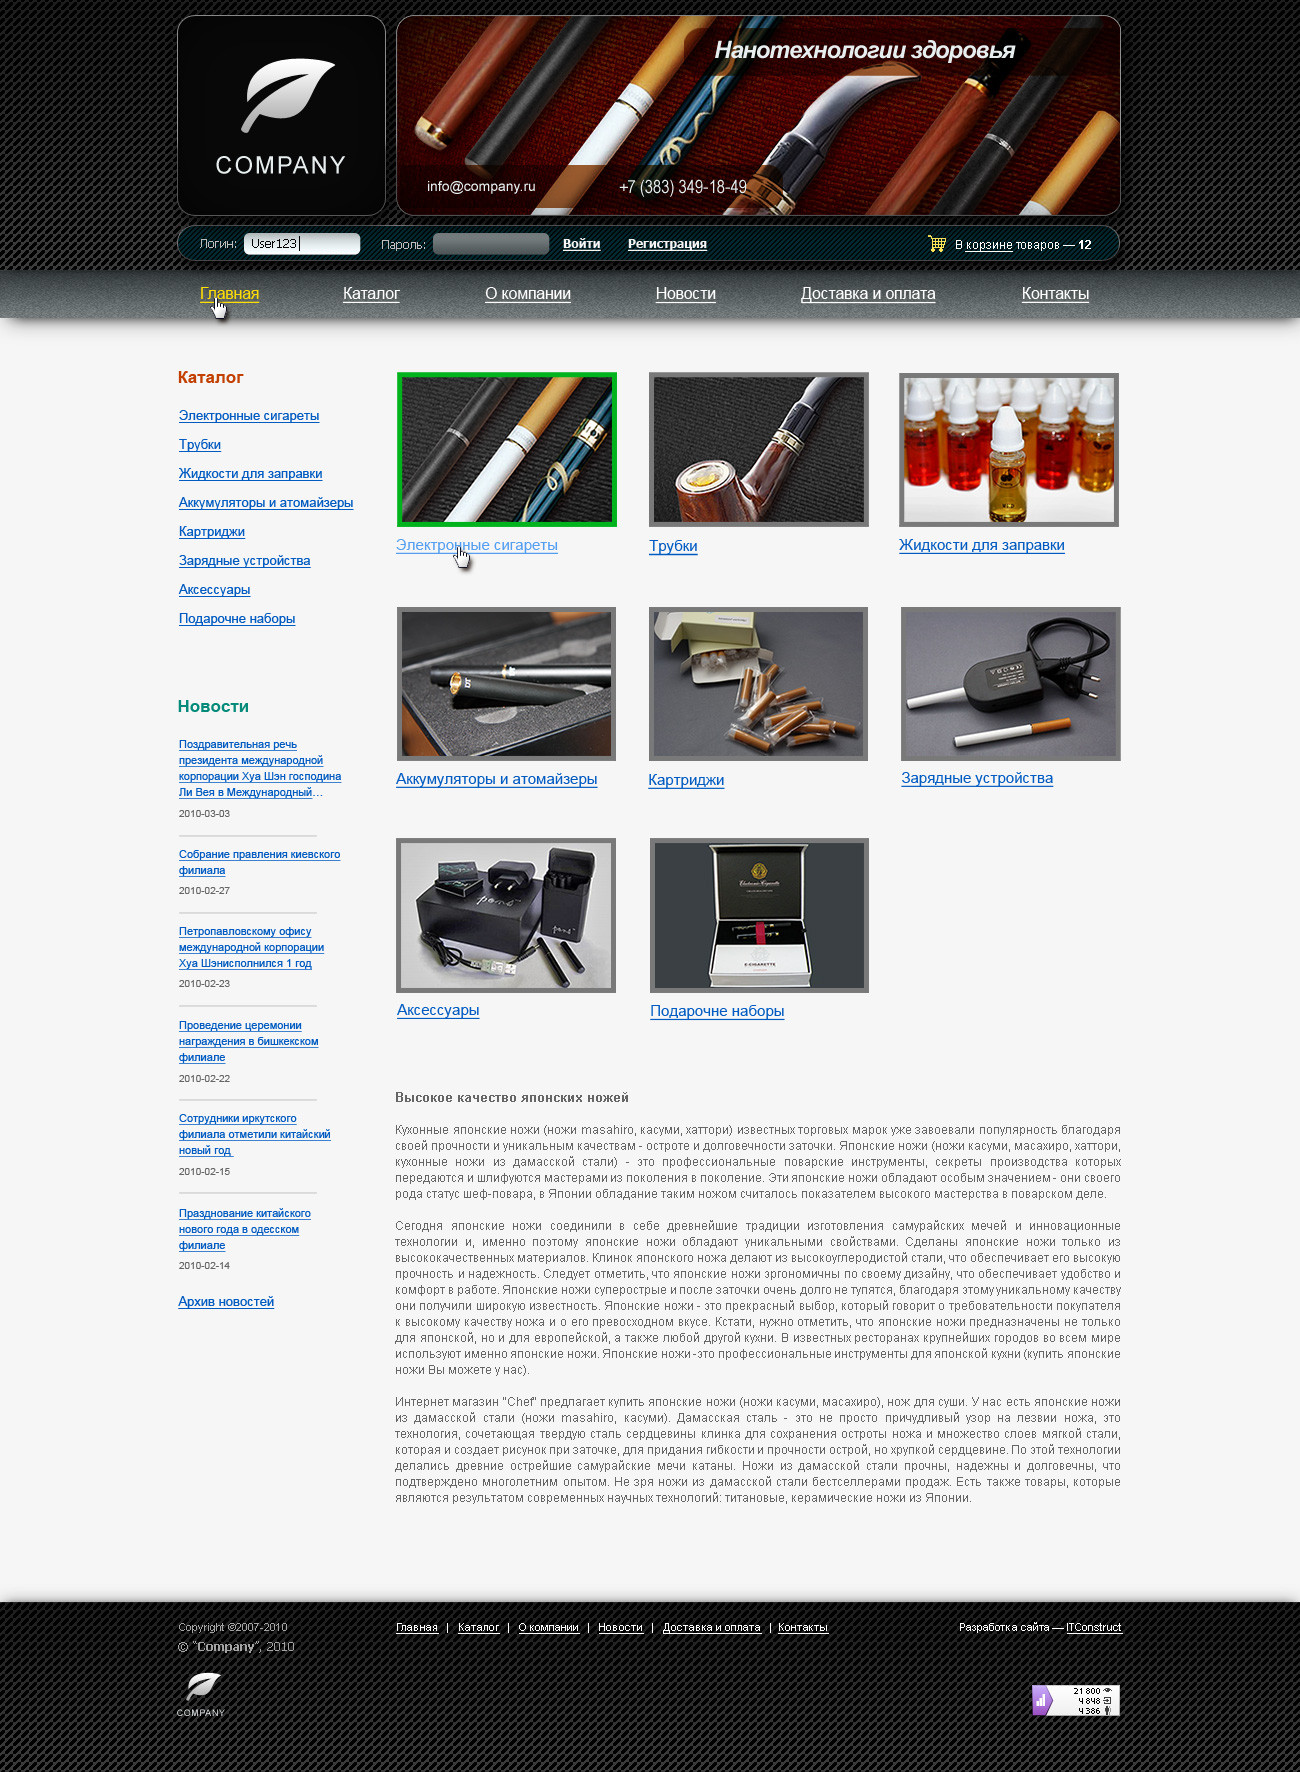 COMPANY
Нанотехнологии здоровья
info@company.ru
+7 (383) 349-18-49
Логин: User123
Пароль:
Войти
Регистрация
В корзине товаров — 12
Главная
Каталог
О компании
Новости
Доставка и оплата
Контакты
Каталог
Электронные сигареты
Трубки
Жидкости для заправки
Аккумуляторы и атомайзеры
Картриджи
Зарядные устройства
Аксессуары
Подарочне наборы
Новости
Поздравительная речь
президента международной
корпорации Хуа Шэн господина
Ли Вея в Международный...
2010-03-03
Собрание правления киевского
филиала
2010-02-27
Петропавловскому офису
международной корпорации
Хуа Шэнисполнился 1 год
2010-02-23
Проведение церемонии
награждения в бишкекском
филиале
2010-02-22
Сотрудники иркутского
филиала отметили китайский
новый год
2010-02-15
Празднование китайского
нового года в одесском
филиале
2010-02-14
Архив новостей
Электронные сигареты
Трубки
Жидкости для заправки
Аккумуляторы и атомайзеры
Картриджи
Зарядные устройства
Аксессуары
Подарочне наборы
Высокое качество японских ножей
Кухонные японские ножи (ножи masahiro, касуми, хаттори) известных торговых марок уже завоевали популярность благодаря
своей прочности и уникальным качествам - остроте и долговечности заточки. Японские ножи (ножи касуми, масахиро, хаттори,
кухонные ножи из дамасской стали) - это профессиональные поварские инструменты, секреты производства которых
передаются и шлифуются мастерами из поколения в поколение. Эти японские ножи обладают особым значением - они своего
рода статус шеф-повара, в Японии обладание таким ножом считалось показателем высокого мастерства в поварском деле.
Сегодня японские ножи соединили в себе древнейшие традиции изготовления самурайских мечей и инновационные
технологии и, именно поэтому японские ножи обладают уникальными свойствами. Сделаны японские ножи только из
высококачественных материалов. Клинок японского ножа делают из высокоуглеродистой стали, что обеспечивает его высокую
прочность и надежность. Следует отметить, что японские ножи эргономичны по своему дизайну, что обеспечивает удобство и
комфорт в работе. Японские ножи суперострые и после заточки очень долго не тупятся, благодаря этому уникальному качеству
они получили широкую известность. Японские ножи - это прекрасный выбор, который говорит о требовательности покупателя
к высокому качеству ножа и о его превосходном вкусе. Кстати, нужно отметить, что японские ножи предназначены не только
для японской, но и для европейской, а также любой другой кухни. В известных ресторанах крупнейших городов во всем мире
используют именно японские ножи. Японские ножи - это профессиональные инструменты для японской кухни (купить японские
ножи Вы можете у нас).
Интернет магазин "Chef" предлагает купить японские ножи (ножи касуми, масахиро), нож для суши. У нас есть японские ножи
из дамасской стали (ножи masahiro, касуми). Дамасская сталь - это не просто причудливый узор на лезвии ножа, это
технология, сочетающая твердую сталь сердцевины клинка для сохранения остроты ножа и множество слоев мягкой стали,
которая и создает рисунок при заточке, для придания гибкости и прочности острой, но хрупкой сердцевине. По этой технологии
делались древние острейшие самурайские мечи катаны. Ножи из дамасской стали прочны, надежны и долговечны, что
подтверждено многолетним опытом. Не зря ножи из дамасской стали бестселлерами продаж. Есть также товары, которые
являются результатом современных научных технологий: титановые, керамические ножи из Японии.
Copyright ©2007-2010
© "Company", 2010
COMPANY
Главная | Каталог | О компании | Новости | Доставка и оплата | Контакты
Разработка сайта — ITConstruct
21 800
4 848
4 386